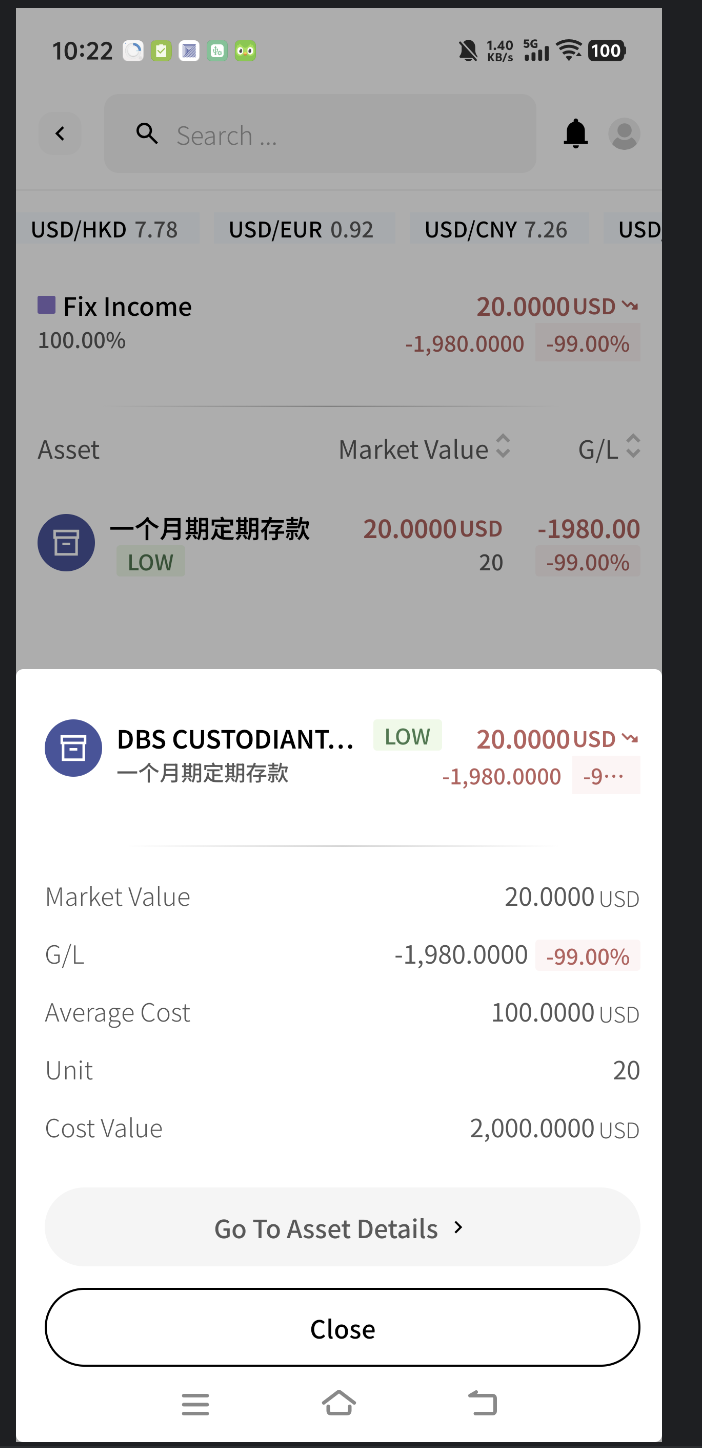 10:22 1.40 KB/s 5G 100
Search ...
USD/HKD 7.78 USD/EUR 0.92 USD/CNY 7.26 USD/
Fix Income 20.0000 USD
100.00% -1,980.0000 -99.00%
Asset Market Value G/L
一个月期定期存款 20.0000 USD -1980.00
LOW 20 -99.00%
DBS CUSTODIANT... LOW 20.0000 USD
一个月期定期存款 -1,980.0000 -9···
Market Value 20.0000 USD
G/L -1,980.0000 -99.00%
Average Cost 100.0000 USD
Unit 20
Cost Value 2,000.0000 USD
Go To Asset Details
Close